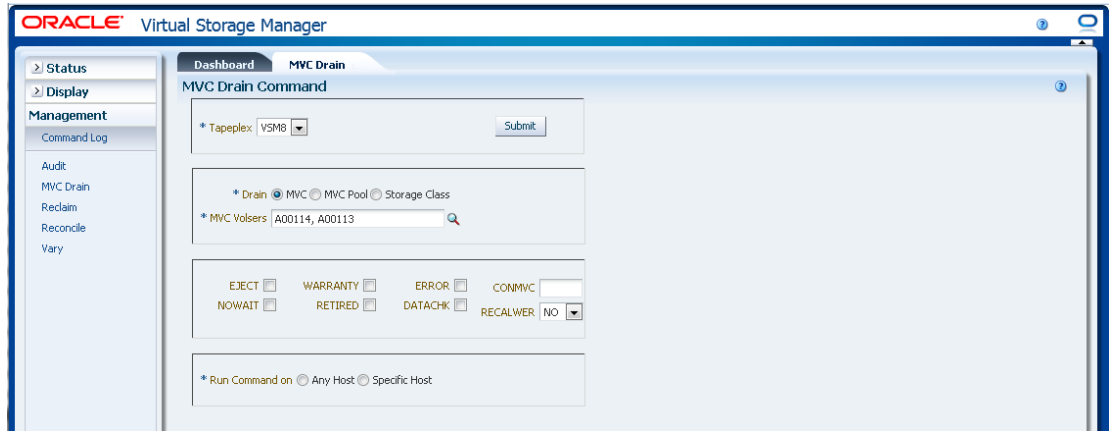 ORACLE Virtual Storage Manager
Status
Display
Management
Command Log
Audit
MVC Drain
Reclaim
Reconcile
Vary
Dashboard MVC Drain
MVC Drain Command
* Tapeplex VSM8 Submit
* Drain MVC MVC Pool Storage Class
* MVC Volsers A00114, A00113
EJECT WARRANTY ERROR CONMVC
NOWAIT RETIRED DATACHK RECALWER NO
* Run Command on Any Host Specific Host